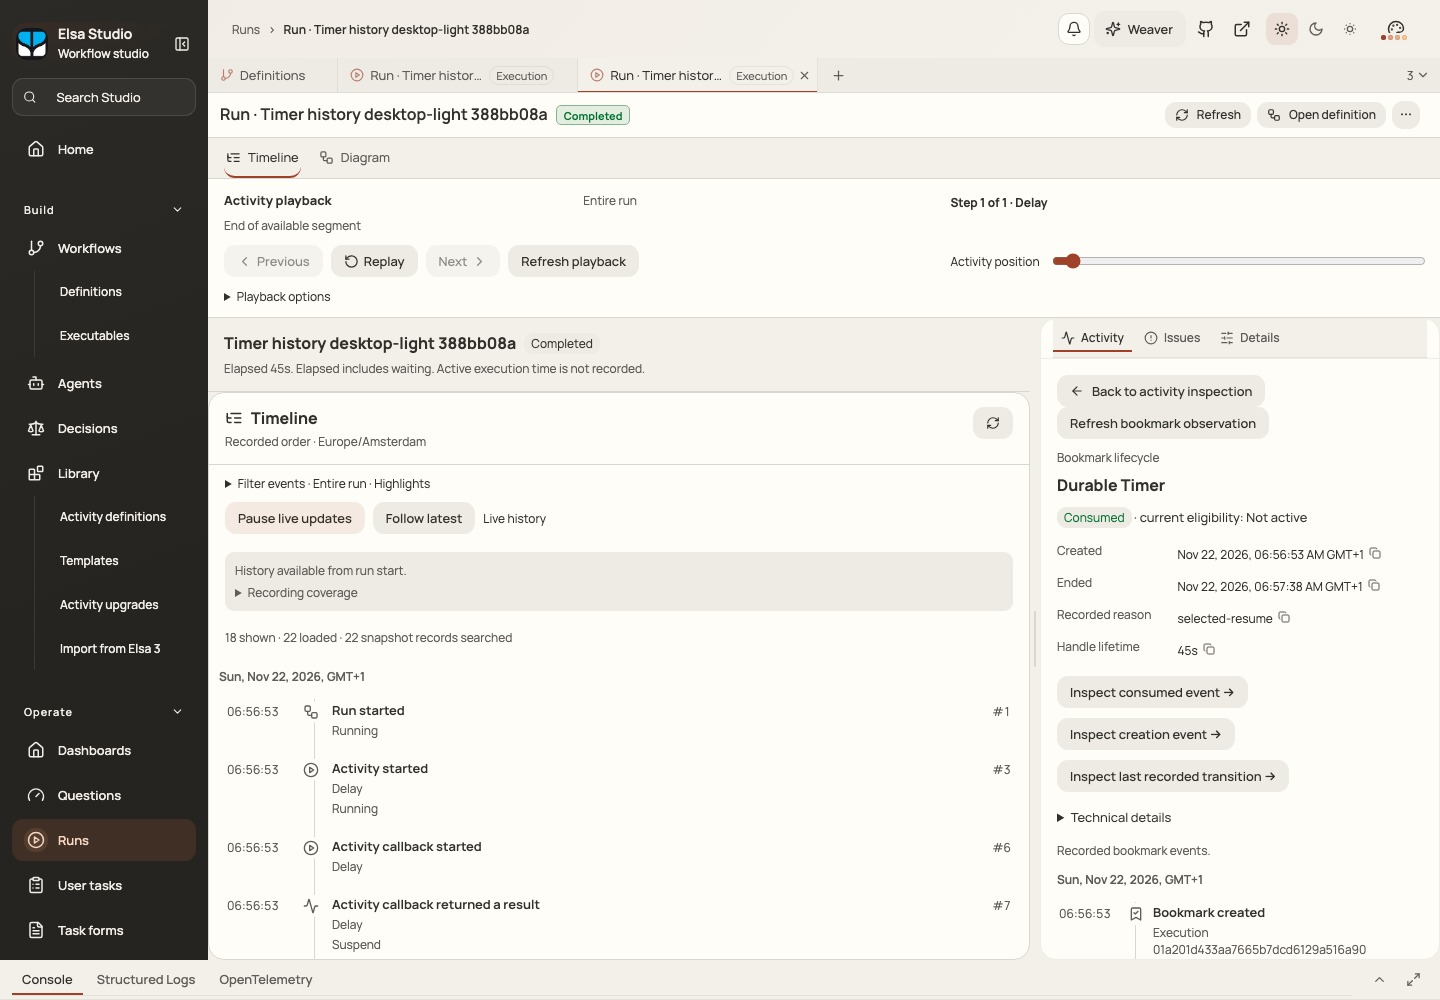 Elsa Studio
Workflow studio
Search Studio
Home
Build
Workflows
Definitions
Executables
Agents
Decisions
Library
Activity definitions
Templates
Activity upgrades
Import from Elsa 3
Operate
Dashboards
Questions
Runs
User tasks
Task forms
Runs › Run · Timer history desktop-light 388bb08a
Weaver
Definitions
Run · Timer histor... Execution
Run · Timer histor... Execution
3
Run · Timer history desktop-light 388bb08a Completed
Refresh
Open definition
Timeline
Diagram
Activity playback
Entire run
Step 1 of 1 · Delay
End of available segment
Previous
Replay
Next
Refresh playback
Activity position
Playback options
Timer history desktop-light 388bb08a Completed
Elapsed 45s. Elapsed includes waiting. Active execution time is not recorded.
Timeline
Recorded order · Europe/Amsterdam
Filter events · Entire run · Highlights
Pause live updates
Follow latest
Live history
History available from run start.
Recording coverage
18 shown · 22 loaded · 22 snapshot records searched
Sun, Nov 22, 2026, GMT+1
06:56:53 Run started #1
Running
06:56:53 Activity started #3
Delay
Running
06:56:53 Activity callback started #6
Delay
06:56:53 Activity callback returned a result #7
Delay
Suspend
Activity
Issues
Details
Back to activity inspection
Refresh bookmark observation
Bookmark lifecycle
Durable Timer
Consumed · current eligibility: Not active
Created Nov 22, 2026, 06:56:53 AM GMT+1
Ended Nov 22, 2026, 06:57:38 AM GMT+1
Recorded reason selected-resume
Handle lifetime 45s
Inspect consumed event →
Inspect creation event →
Inspect last recorded transition →
Technical details
Recorded bookmark events.
Sun, Nov 22, 2026, GMT+1
06:56:53 Bookmark created
Execution
01a201d433aa7665b7dcd6129a516a90
Console
Structured Logs
OpenTelemetry